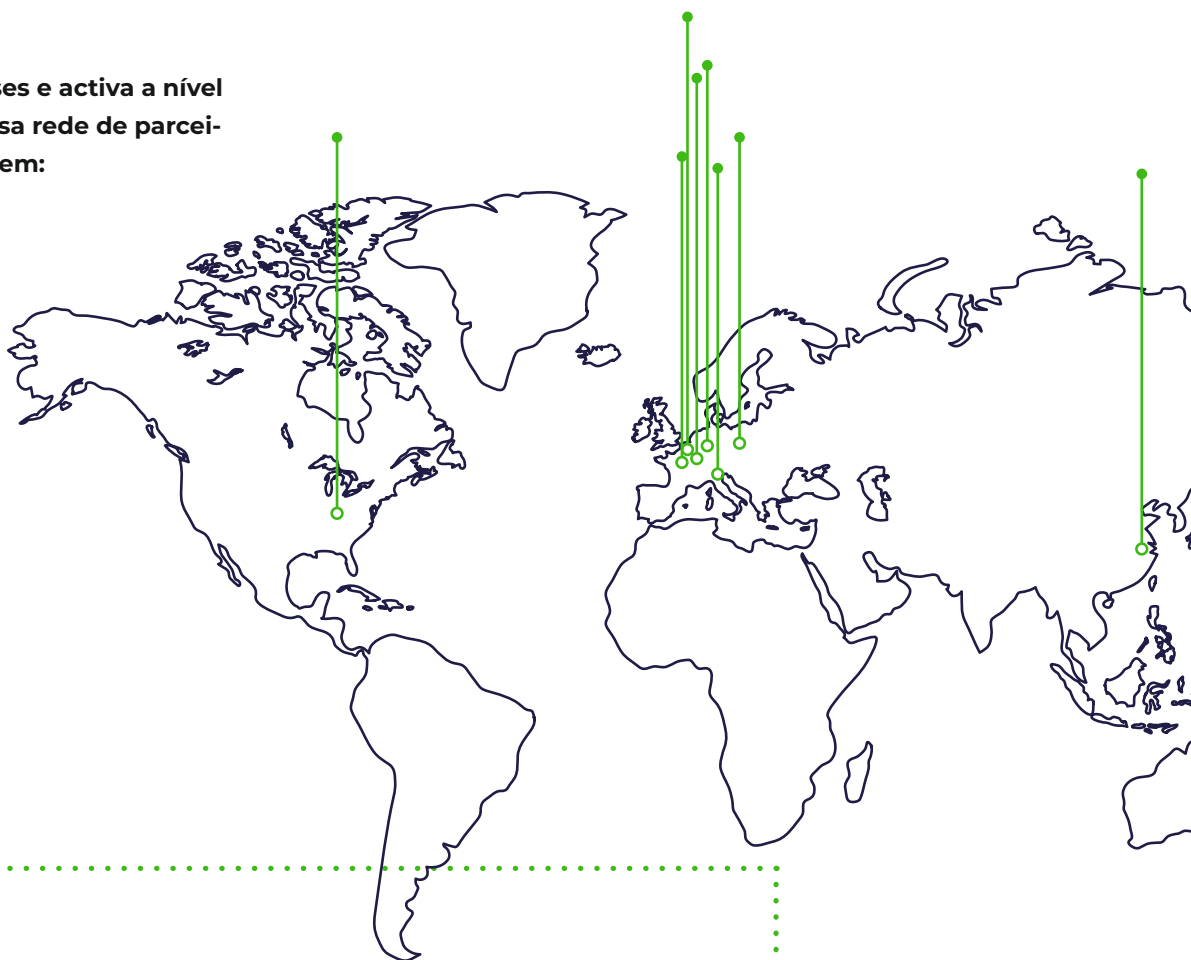 ses e activa a nível
sa rede de parcei-
em: